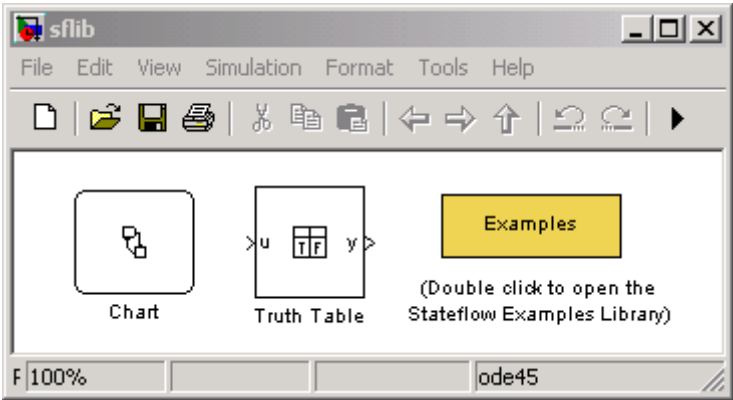 sflib
File Edit View Simulation Format Tools Help
u T F y
Examples
Chart
Truth Table
(Double click to open the
Stateflow Examples Library)
F 100% ode45